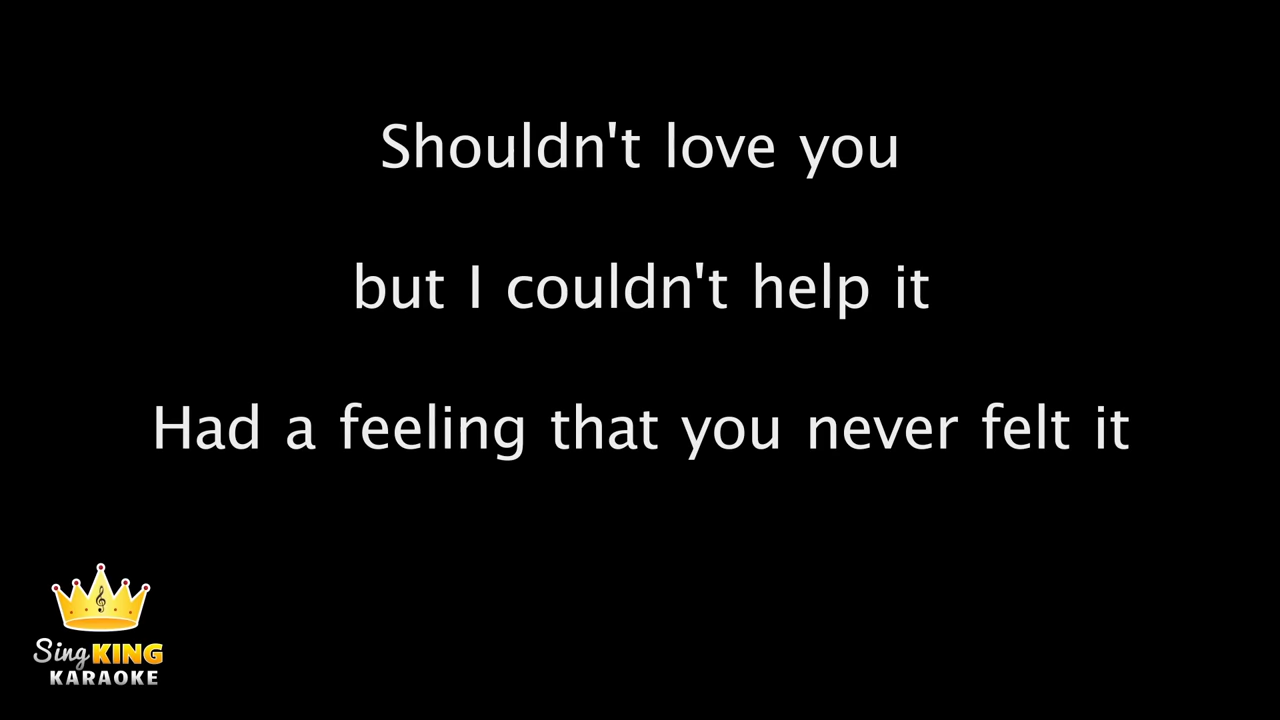 Shouldn't love you
but I couldn't help it
Had a feeling that you never felt it
Sing KING
KARAOKE